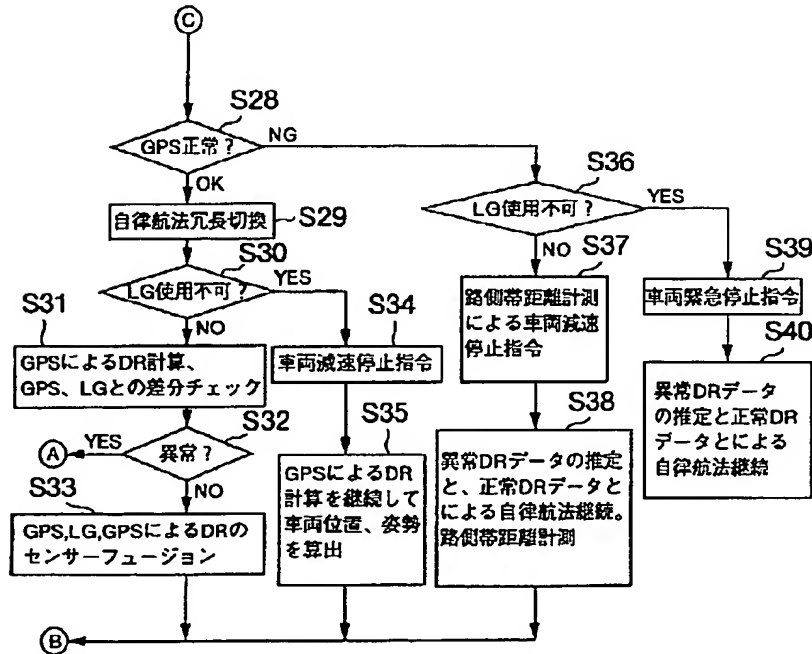 C
S28
GPS正常？
NG
OK
S36
LG使用不可？
YES
NO
自律航法冗長切換
S29
S30
LG使用不可？
YES
NO
S37
路側帯距離計測
による車両減速
停止指令
S39
車両緊急停止指令
S31
GPSによるDR計算、
GPS、LGとの差分チェック
S34
車両減速停止指令
S40
異常DRデータ
の推定と正常DR
データとによる
自律航法継続
S32
YES
A
異常？
NO
S35
GPSによるDR
計算を継続して
車両位置、姿勢
を算出
S38
異常DRデータの推定
と、正常DRデータと
による自律航法継続。
路側帯距離計測
S33
GPS,LG,GPSによるDRの
センサーフュージョン
B